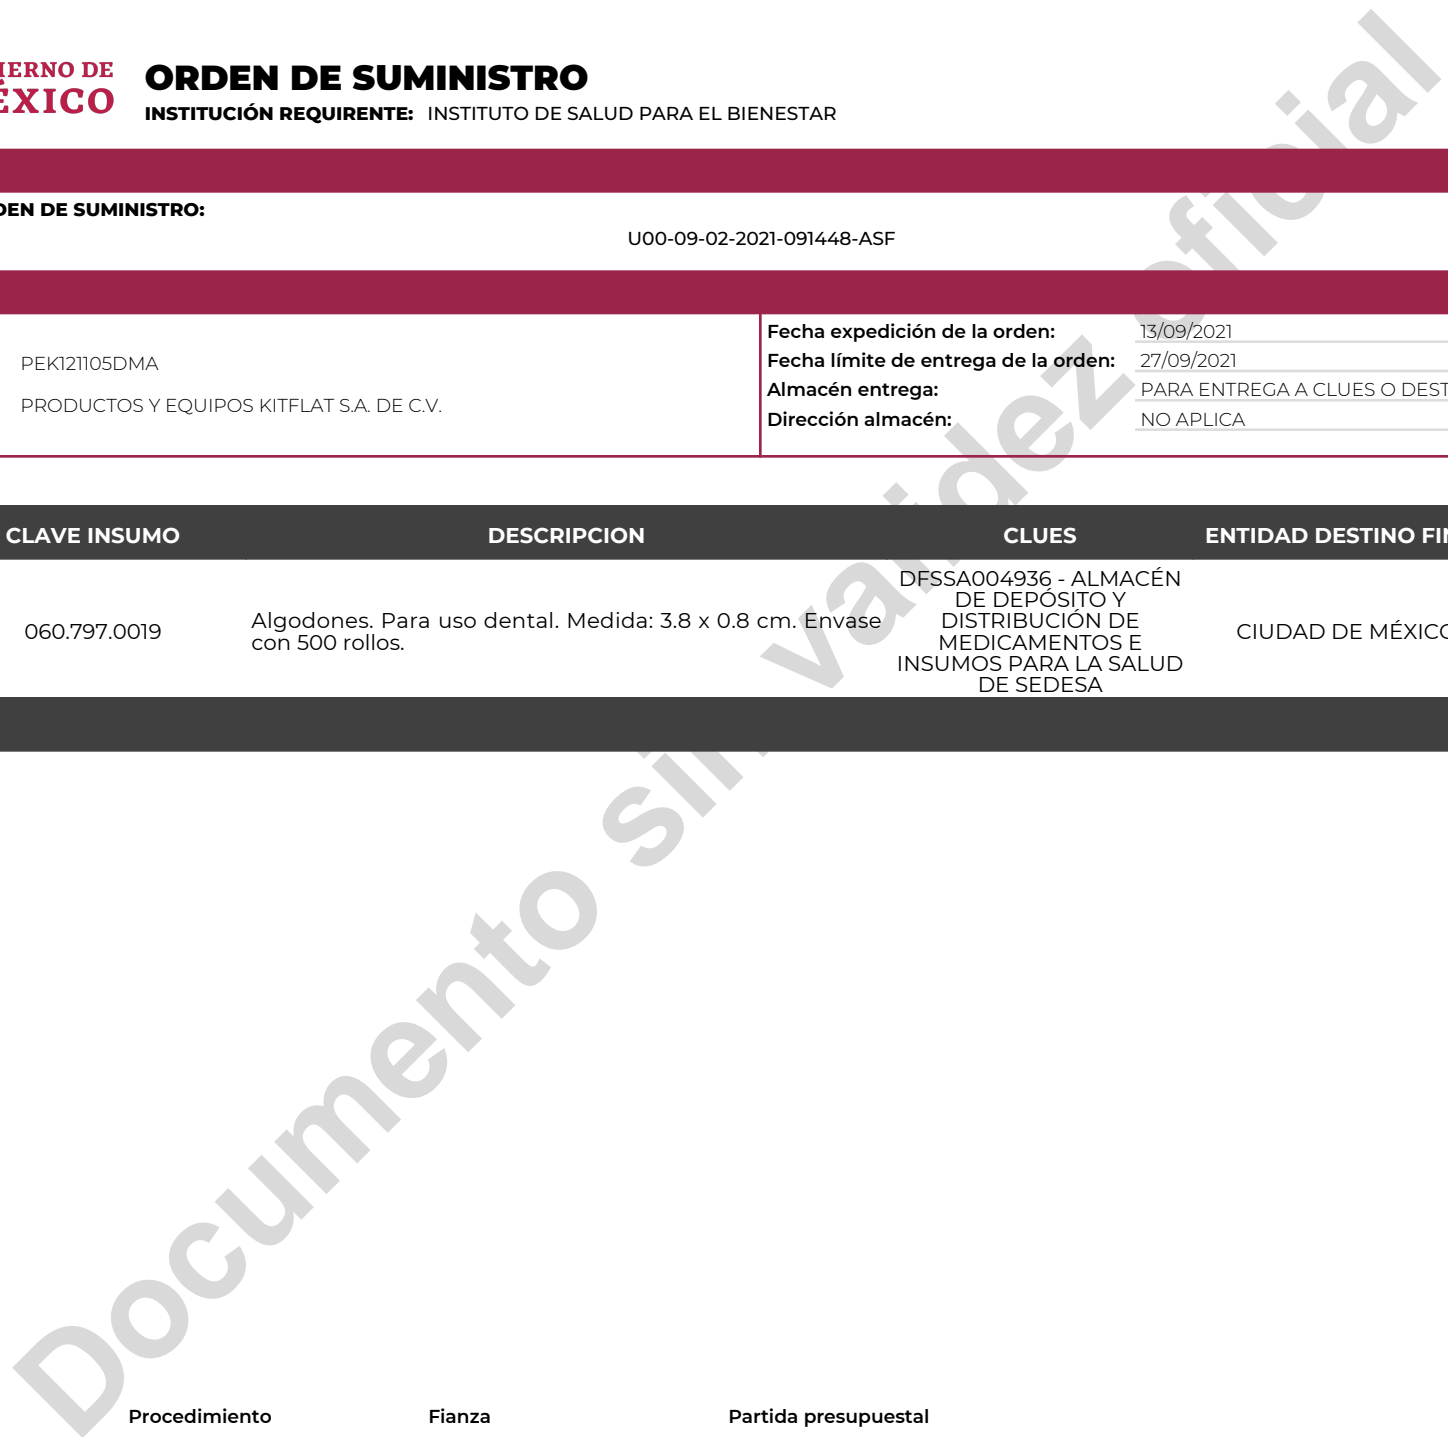 IERNO DE
ÉXICO
ORDEN DE SUMINISTRO
INSTITUCIÓN REQUIRENTE: INSTITUTO DE SALUD PARA EL BIENESTAR
DEN DE SUMINISTRO:
U00-09-02-2021-091448-ASF
PEK121105DMA
PRODUCTOS Y EQUIPOS KITFLAT S.A. DE C.V.
Fecha expedición de la orden: 13/09/2021
Fecha límite de entrega de la orden: 27/09/2021
Almacén entrega: PARA ENTREGA A CLUES O DEST
Dirección almacén: NO APLICA
CLAVE INSUMO DESCRIPCION CLUES ENTIDAD DESTINO FIN
060.797.0019
Algodones. Para uso dental. Medida: 3.8 x 0.8 cm. Envase
con 500 rollos.
DFSSA004936 - ALMACÉN
DE DEPÓSITO Y
DISTRIBUCIÓN DE
MEDICAMENTOS E
INSUMOS PARA LA SALUD
DE SEDESA
CIUDAD DE MÉXICO
Documento sin validez oficial
Procedimiento Fianza Partida presupuestal